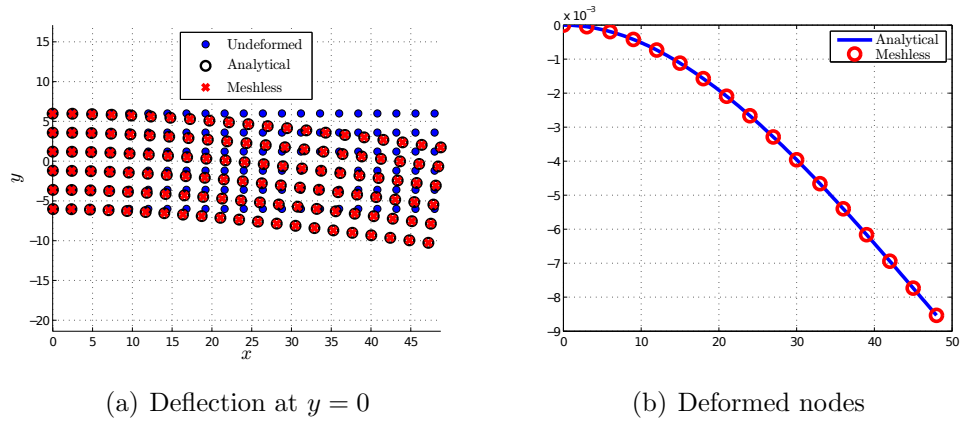 Undeformed
Analytical
Meshless
15
10
5
0
−5
−10
−15
−20
y
0 5 10 15 20 25 30 35 40 45
x
(a) Deflection at y = 0
x 10⁻³
Analytical
Meshless
0
−1
−2
−3
−4
−5
−6
−7
−8
−9
0 10 20 30 40 50
(b) Deformed nodes